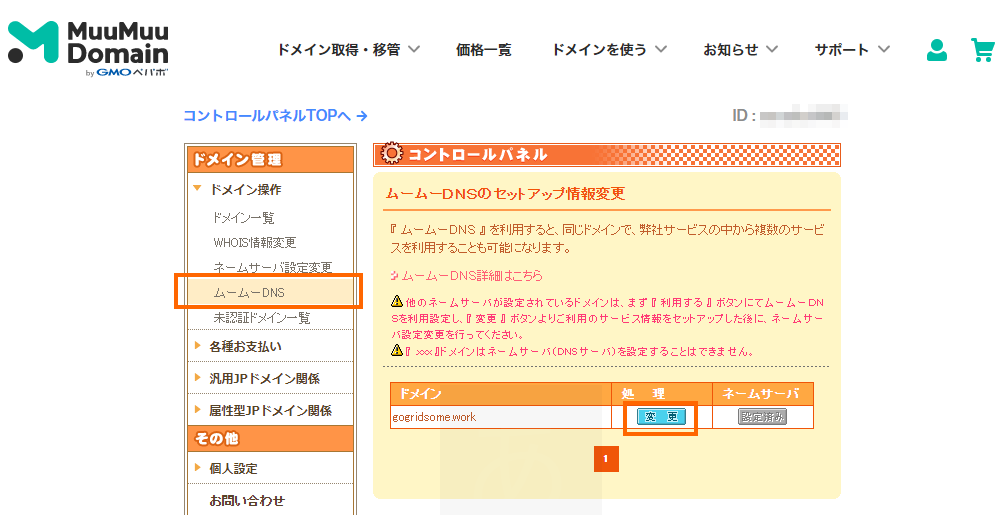 MuuMuu
Domain
by GMOペパボ
ドメイン取得・移管
価格一覧
ドメインを使う
お知らせ
サポート
コントロールパネルTOPへ →
ID :
ドメイン管理
ドメイン操作
ドメイン一覧
WHOIS情報変更
ネームサーバ設定変更
ムームーDNS
未認証ドメイン一覧
各種お支払い
汎用JPドメイン関係
属性型JPドメイン関係
その他
個人設定
お問い合わせ
コントロールパネル
ムームーDNSのセットアップ情報変更
『 ムームーDNS 』を利用すると、同じドメインで、弊社サービスの中から複数のサービ
スを利用することも可能になります。
ムームーDNS詳細はこちら
他のネームサーバが設定されているドメインは、まず『 利用する 』ボタンにてムームーDN
Sを利用設定し、『 変更 』ボタンよりご利用のサービス情報をセットアップした後に、ネームサー
バ設定変更を行ってください。
『 .xxx 』ドメインはネームサーバ（DNSサーバ）を設定することはできません。
ドメイン 処 理 ネームサーバ
gogridsome.work 変 更 設定済み
1